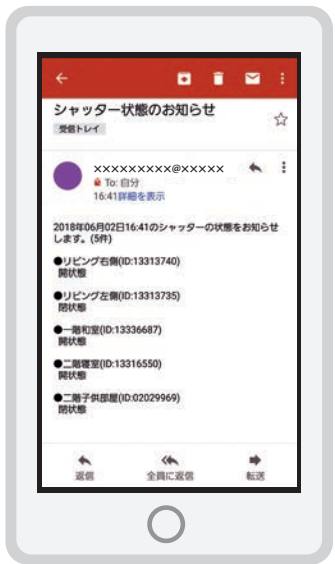 シャッター状態のお知らせ
受信トレイ
×××××××××@×××××
To: 自分
16:41詳細を表示
2018年06月02日16:41のシャッターの状態をお知らせ
します。(5件)
●リビング右側(ID:13313740)
開状態
●リビング左側(ID:13313735)
閉状態
●一階和室(ID:13336687)
開状態
●二階寝室(ID:13316550)
開状態
●二階子供部屋(ID:02029969)
閉状態
返信
全員に返信
転送